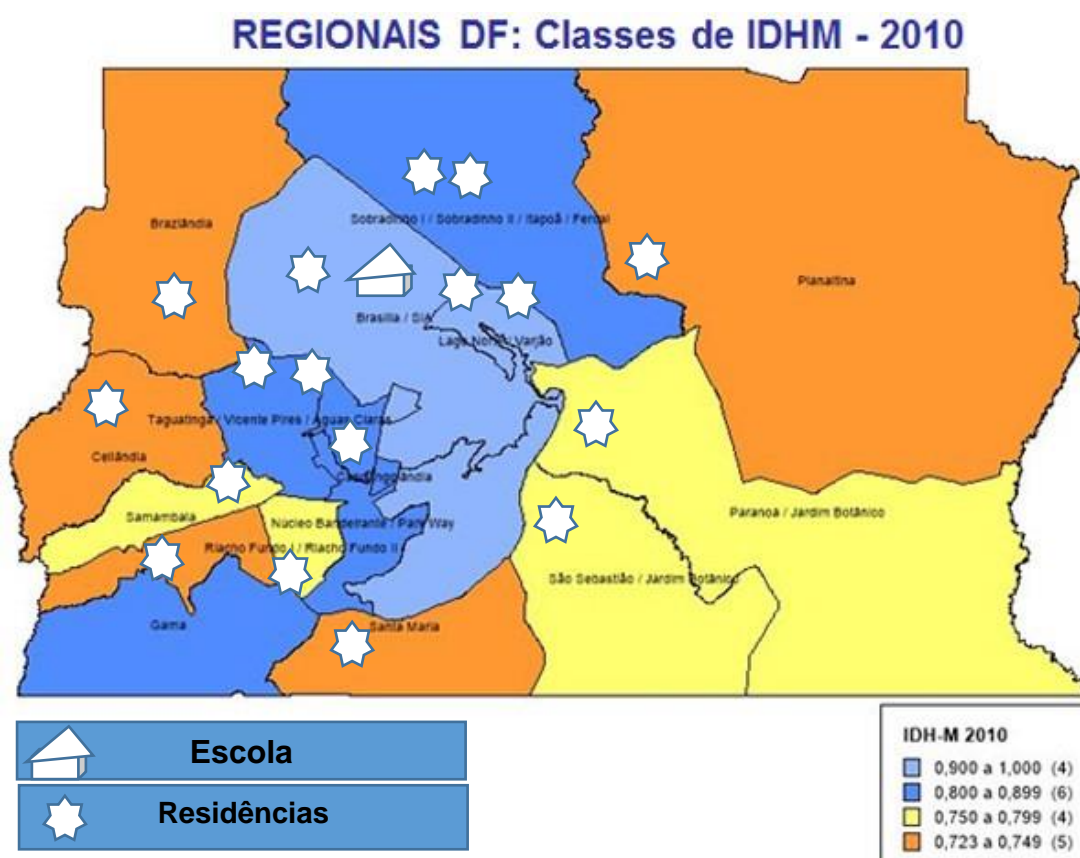 REGIONAIS DF: Classes de IDHM - 2010
Brazlândia
Sobradinho I / Sobradinho II / Itapoã / Fercal
Planaltina
Brasília / SIA
Lago Norte / Varjão
Taguatinga / Vicente Pires / Aguas Claras
Ceilândia
Candangolândia
Samambaia
Núcleo Bandeirante / Park Way
Paranoá / Jardim Botânico
Riacho Fundo I / Riacho Fundo II
São Sebastião / Jardim Botânico
Gama
Santa Maria
Escola
Residências
IDH-M 2010
0,900 a 1,000 (4)
0,800 a 0,899 (6)
0,750 a 0,799 (4)
0,723 a 0,749 (5)